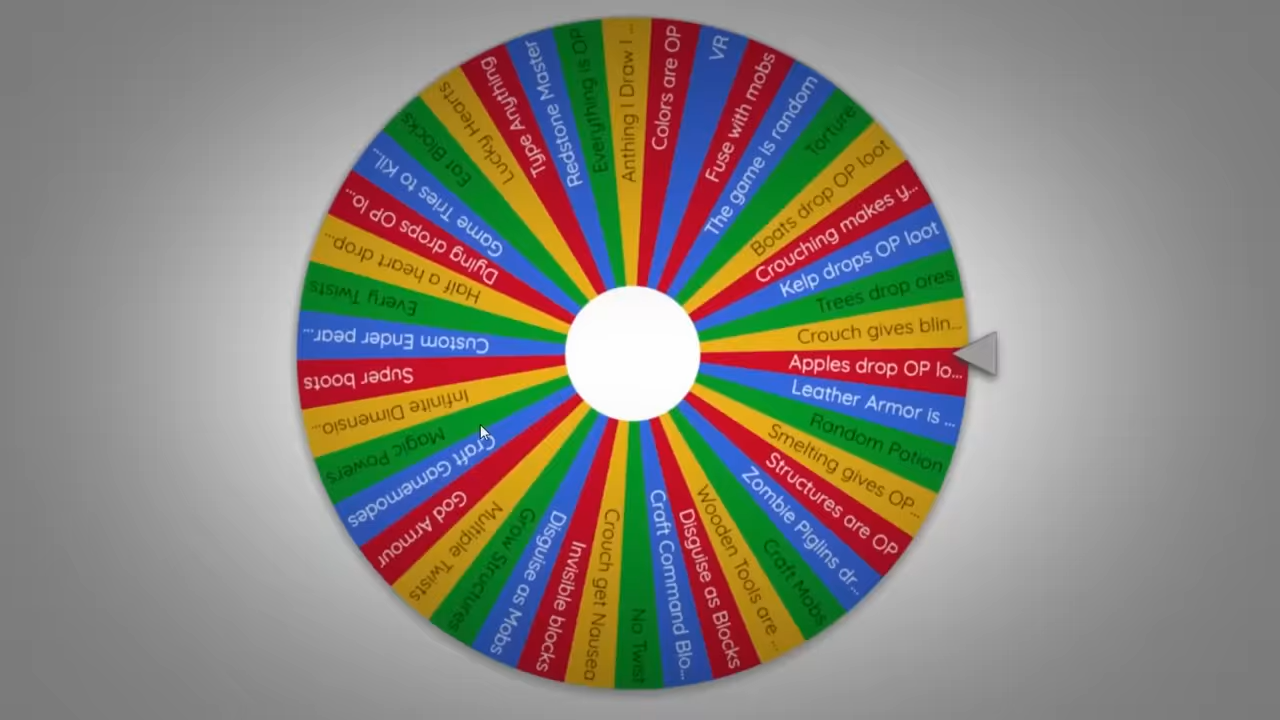 Anthing I Draw I ...
Colors are OP
VR
Fuse with mobs
The game is random
Torture
Boats drop OP loot
Crouching makes y...
Kelp drops OP loot
Trees drop ores
Crouch gives blin...
Apples drop OP lo...
Leather Armor is ...
Random Potion
Smelting gives OP...
Structures are OP
Zombie Piglins dr...
Craft Mobs
Wooden Tools are ...
Disguise as Blocks
Craft Command Blo...
No Twist
Crouch get Nausea
Invisible blocks
Disguise as Mobs
Grow Structures
Multiple Twists
God Armour
Craft Gamemodes
Magic Powers
Infinite Dimensio...
Super boots
Custom Ender pear...
Every Twists
Half a heart drop...
Dying drops OP lo...
Game Tries to Kil...
Ear Blocks
Lucky Hearts
Type Anything
Redstone Master
Everything is OP